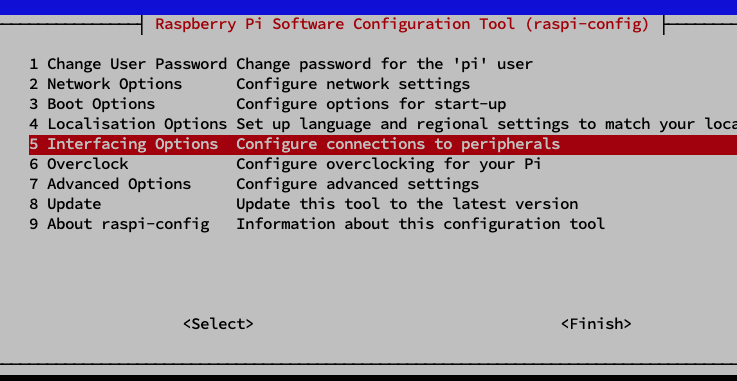 Raspberry Pi Software Configuration Tool (raspi-config)
1 Change User Password Change password for the 'pi' user
2 Network Options Configure network settings
3 Boot Options Configure options for start-up
4 Localisation Options Set up language and regional settings to match your
5 Interfacing Options Configure connections to peripherals
6 Overclock Configure overclocking for your Pi
7 Advanced Options Configure advanced settings
8 Update Update this tool to the latest version
9 About raspi-config Information about this configuration tool
<Select> <Finish>